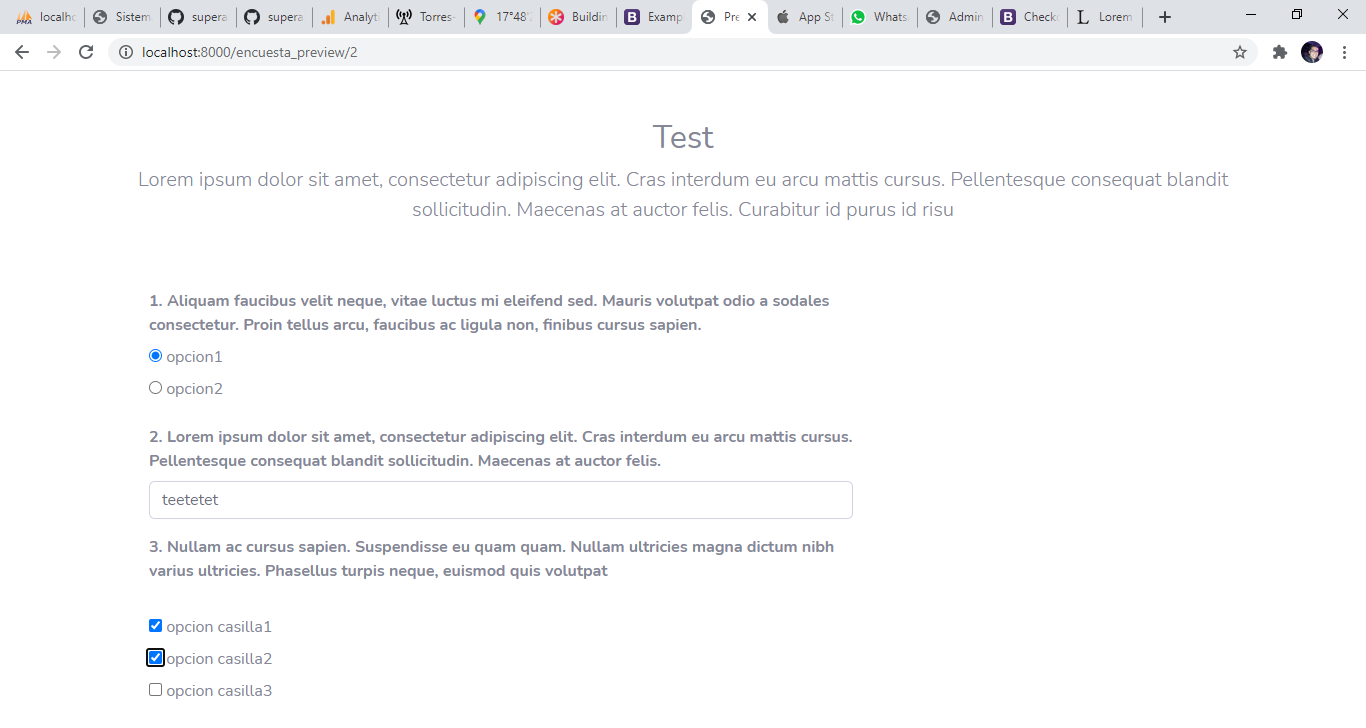 localho
Sistem
supera
supera
Analyti
Torres-
17°48'
Buildin
Examp
Pre
App St
Whats
Admin
Check
Lorem
localhost:8000/encuesta_preview/2
Test
Lorem ipsum dolor sit amet, consectetur adipiscing elit. Cras interdum eu arcu mattis cursus. Pellentesque consequat blandit
sollicitudin. Maecenas at auctor felis. Curabitur id purus id risu
1. Aliquam faucibus velit neque, vitae luctus mi eleifend sed. Mauris volutpat odio a sodales
consectetur. Proin tellus arcu, faucibus ac ligula non, finibus cursus sapien.
opcion1
opcion2
2. Lorem ipsum dolor sit amet, consectetur adipiscing elit. Cras interdum eu arcu mattis cursus.
Pellentesque consequat blandit sollicitudin. Maecenas at auctor felis.
teetetet
3. Nullam ac cursus sapien. Suspendisse eu quam quam. Nullam ultricies magna dictum nibh
varius ultricies. Phasellus turpis neque, euismod quis volutpat
opcion casilla1
opcion casilla2
opcion casilla3